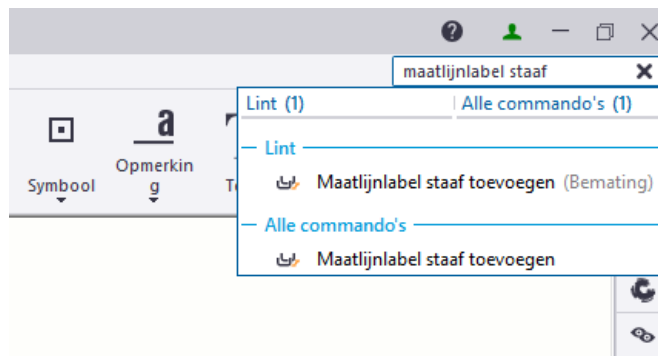 maatlijnlabel staaf
Lint (1)
Alle commando's (1)
a
Symbool
Opmerkin
g
Lint
Maatlijnlabel staaf toevoegen (Bemating)
Alle commando's
Maatlijnlabel staaf toevoegen